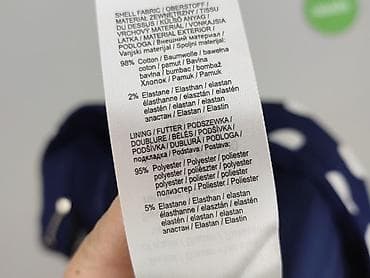 SHELL FABRIC / OBERSTOFF /
MATERIAL ZEWNĘTRZNY / TISSU
DU DESSUS / KÜLSŐ ANYAG /
VRCHOVÝ MATERIÁL / VONKAJSIA
LÁTKA / MATERIAL EXTERIOR /
PODLOGA / Внешний материал /
Vanjski materijal / Spoljni materijal:
98% Cotton / Baumwolle / bawełna
coton / pamut / Bavlna
bavlna / bumbac / bombaž
Хлопок / Pamuk / Pamuk
2% Elastane / Elasthan / elastan
élasthanne / elasztán / elastén
elastén / elastan / elastan
эластан / Elastan / Elastin
LINING / FUTTER / PODSZEWKA /
DOUBLURE / BÉLÉS / PODŠÍVKA /
PODŠÍVKA / DUBLURĂ / PODLOGA /
подкладка / Podstava / Postava:
95% Polyester / Polyester / poliester
polyester / poliészter / polyester
polyester / poliester / poliester
полиэстер / Poliester / Poliester
5% Elastane / Elasthan / elastan
élasthanne / elasztán / elastén
elastén / elastan / elastan
эластан / Elastan / Elastin